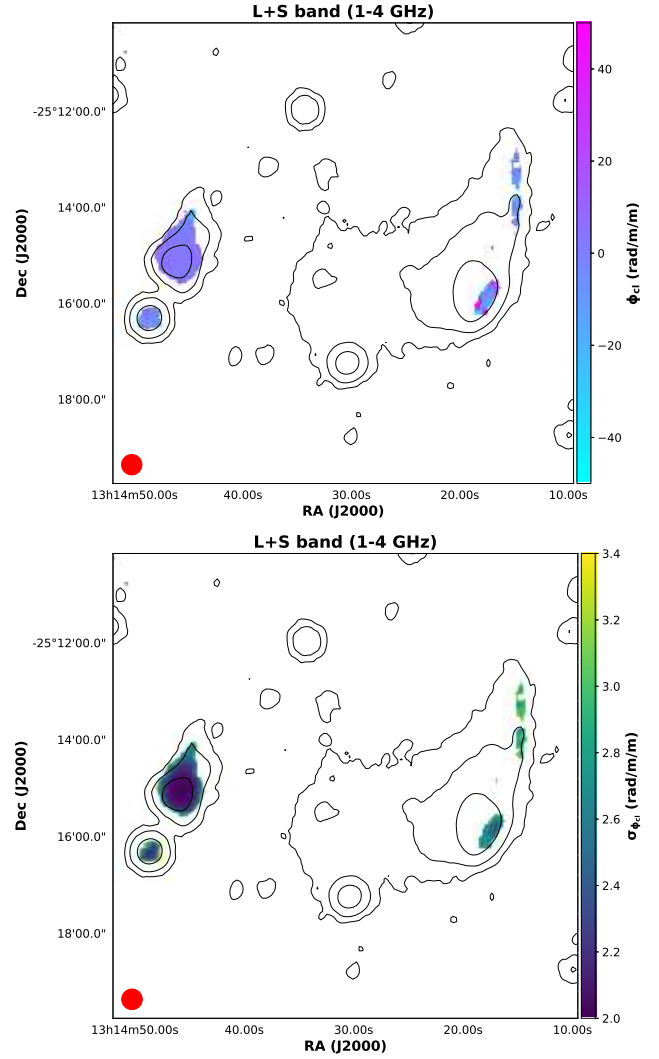 L+S band (1-4 GHz)
40
-25°12'00.0"
20
14'00.0"
Dec (J2000)
0
ϕcl (rad/m/m)
16'00.0"
−20
18'00.0"
−40
13h14m50.00s 40.00s 30.00s 20.00s 10.00s
RA (J2000)
L+S band (1-4 GHz)
3.4
3.2
-25°12'00.0"
3.0
14'00.0"
2.8
Dec (J2000)
σϕcl (rad/m/m)
2.6
16'00.0"
2.4
18'00.0"
2.2
2.0
13h14m50.00s 40.00s 30.00s 20.00s 10.00s
RA (J2000)